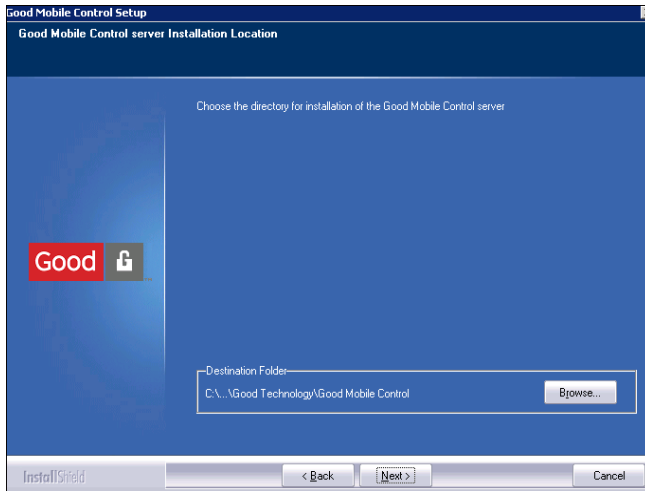 Good Mobile Control Setup
Good Mobile Control server Installation Location
Choose the directory for installation of the Good Mobile Control server
Good
Destination Folder
C:\...\Good Technology\Good Mobile Control
Browse...
InstallShield
< Back
Next >
Cancel